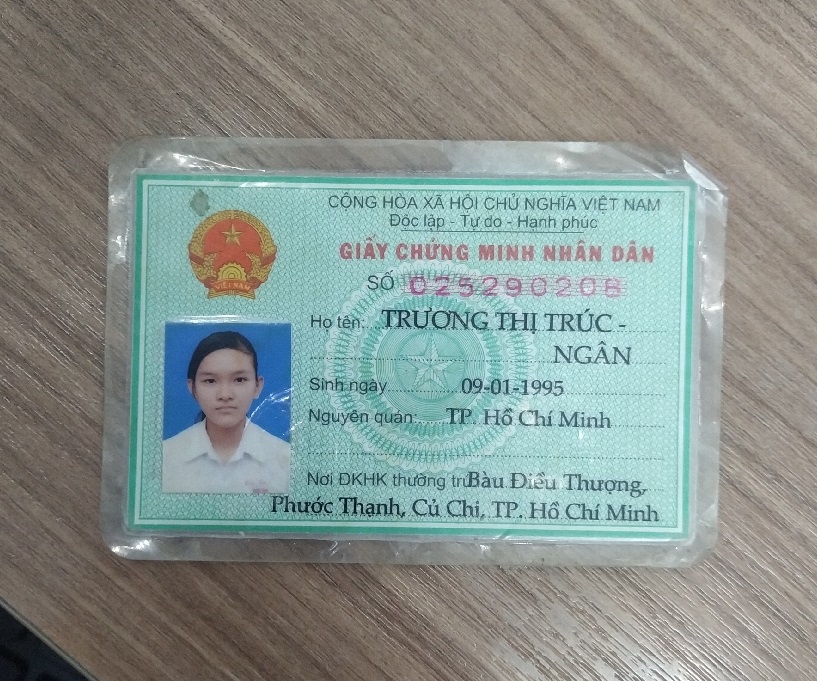 CỘNG HÒA XÃ HỘI CHỦ NGHĨA VIỆT NAM
Độc lập - Tự do - Hạnh phúc
GIẤY CHỨNG MINH NHÂN DÂN
SỐ 025290208
VIỆT NAM
Họ tên: TRƯƠNG THỊ TRÚC -
NGÂN
Sinh ngày 09-01-1995
Nguyên quán: TP. Hồ Chí Minh
Nơi ĐKHK thường trú Bàu Điều Thượng,
Phước Thạnh, Củ Chi, TP. Hồ Chí Minh